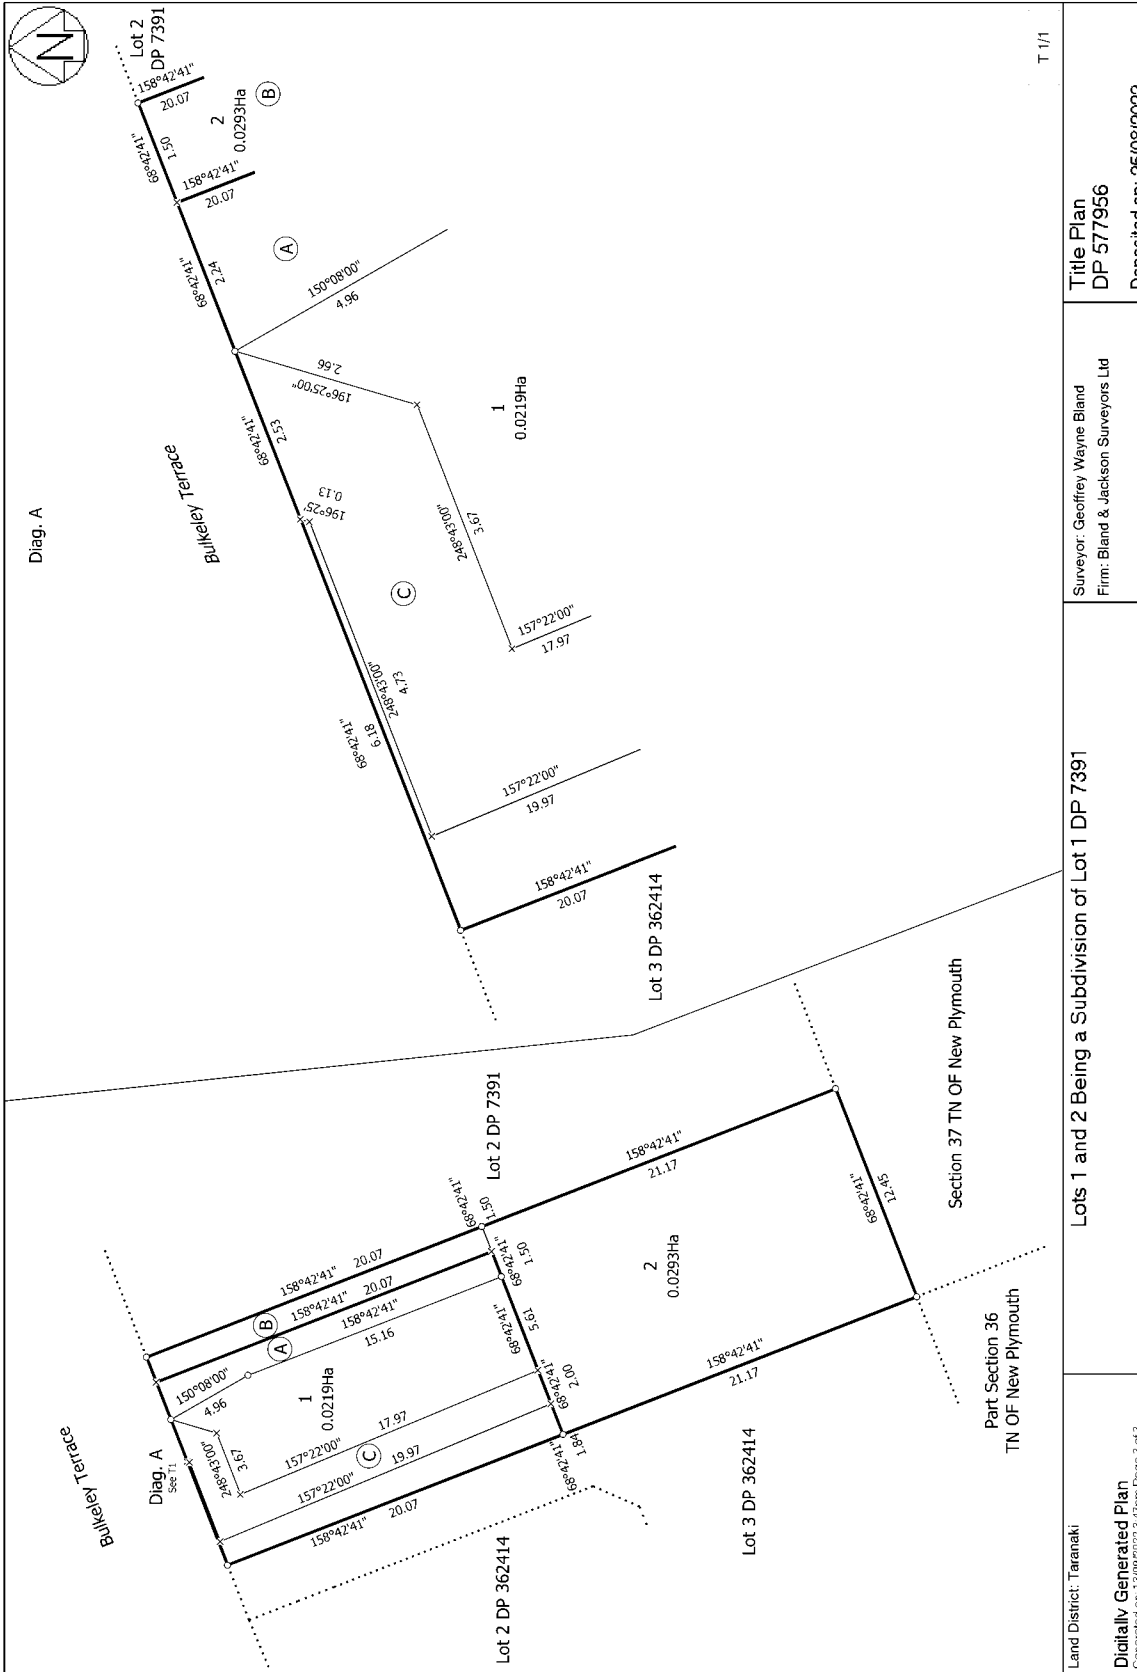 Bulkeley Terrace
Diag. A
See T1
158°42'41"
20.07
158°42'41"
20.07
B
A
158°42'41"
15.16
150°08'00"
4.96
1
0.0219Ha
248°43'00"
3.67
157°22'00"
17.97
C
157°22'00"
19.97
158°42'41"
20.07
68°42'41"
1.50
68°42'41"
1.50
68°42'41"
5.61
68°42'41"
2.00
68°42'41"
1.84
Lot 2 DP 7391
Lot 2 DP 362414
Lot 3 DP 362414
2
0.0293Ha
158°42'41"
21.17
158°42'41"
21.17
68°42'41"
12.45
Section 37 TN OF New Plymouth
Part Section 36
TN OF New Plymouth
Diag. A
Bulkeley Terrace
N
Lot 2
DP 7391
158°42'41"
20.07
68°42'41"
1.50
2
0.0293Ha
B
158°42'41"
20.07
68°42'41"
2.24
A
150°08'00"
4.96
196°25'00"
2.66
68°42'41"
2.53
1
0.0219Ha
196°25'
0.13
248°43'00"
3.67
C
157°22'00"
17.97
248°43'00"
4.73
68°42'41"
6.18
157°22'00"
19.97
158°42'41"
20.07
Lot 3 DP 362414
T 1/1
Land District: Taranaki
Digitally Generated Plan
Lots 1 and 2 Being a Subdivision of Lot 1 DP 7391
Surveyor: Geoffrey Wayne Bland
Firm: Bland & Jackson Surveyors Ltd
Title Plan
DP 577956